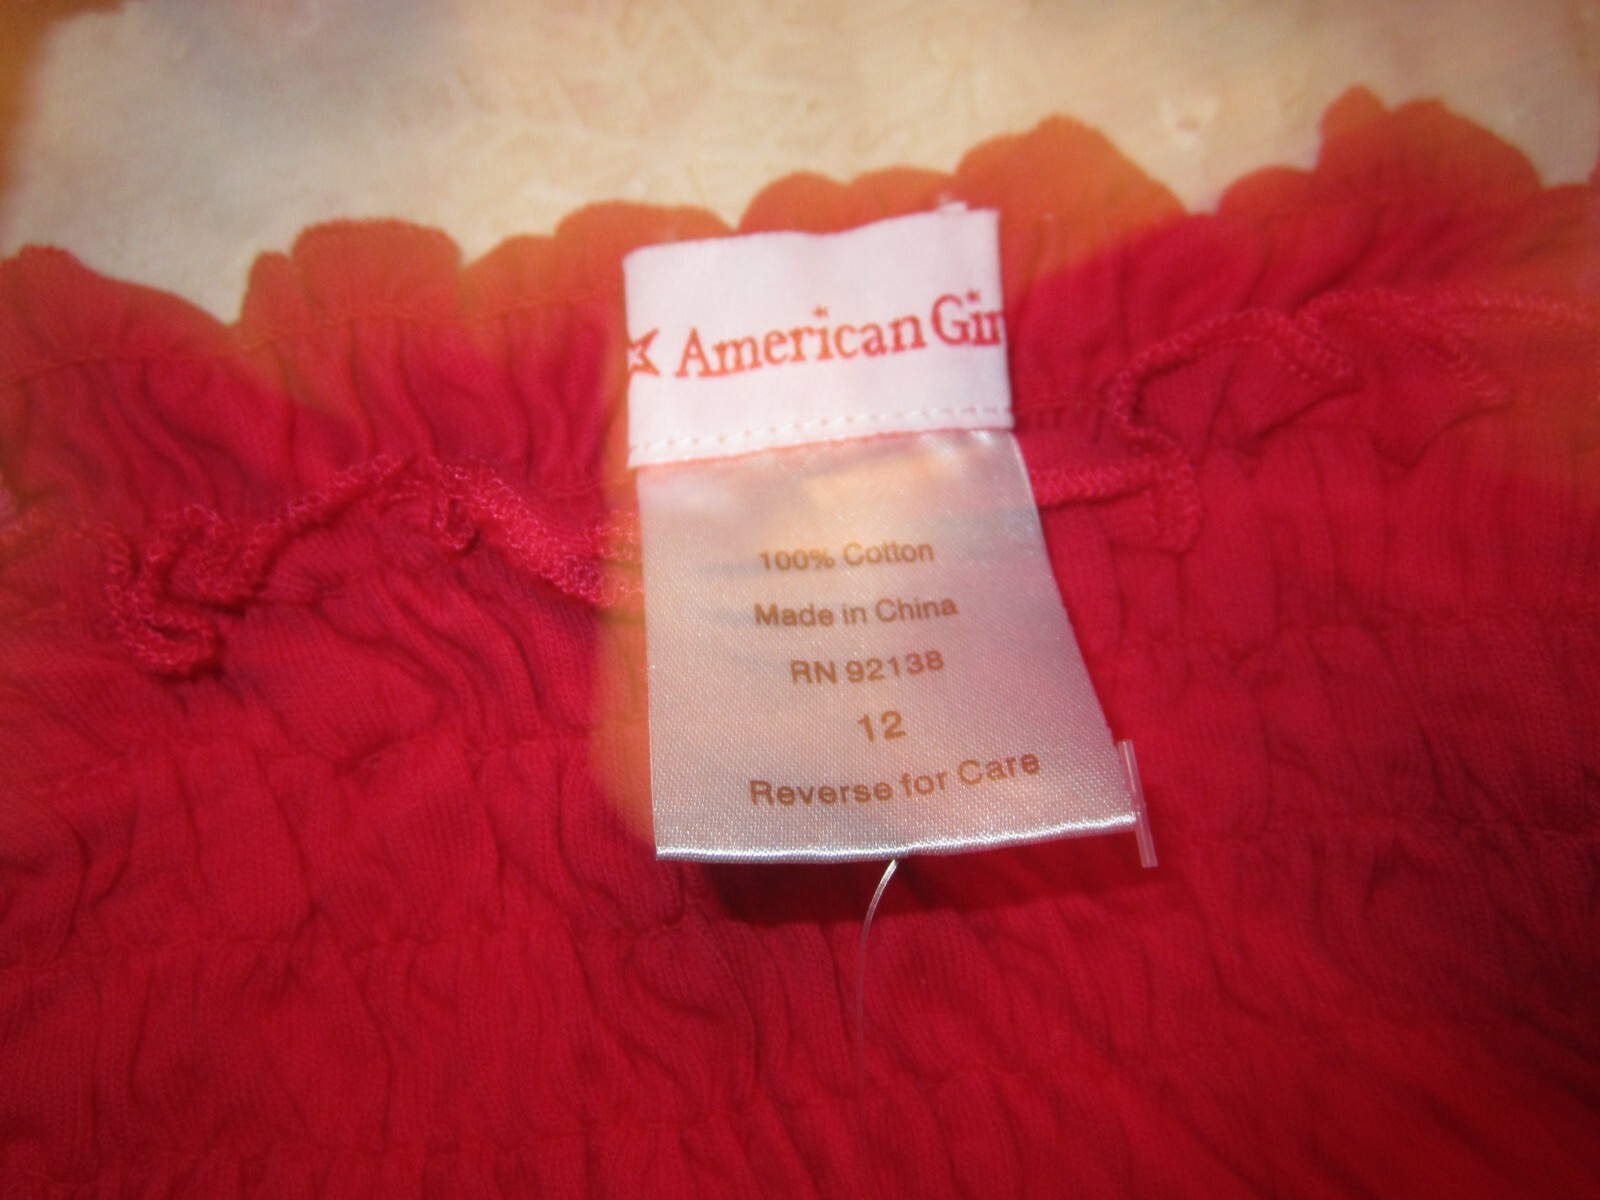 American Gir
100% Cotton
Made in China
RN 92138
12
Reverse for Care